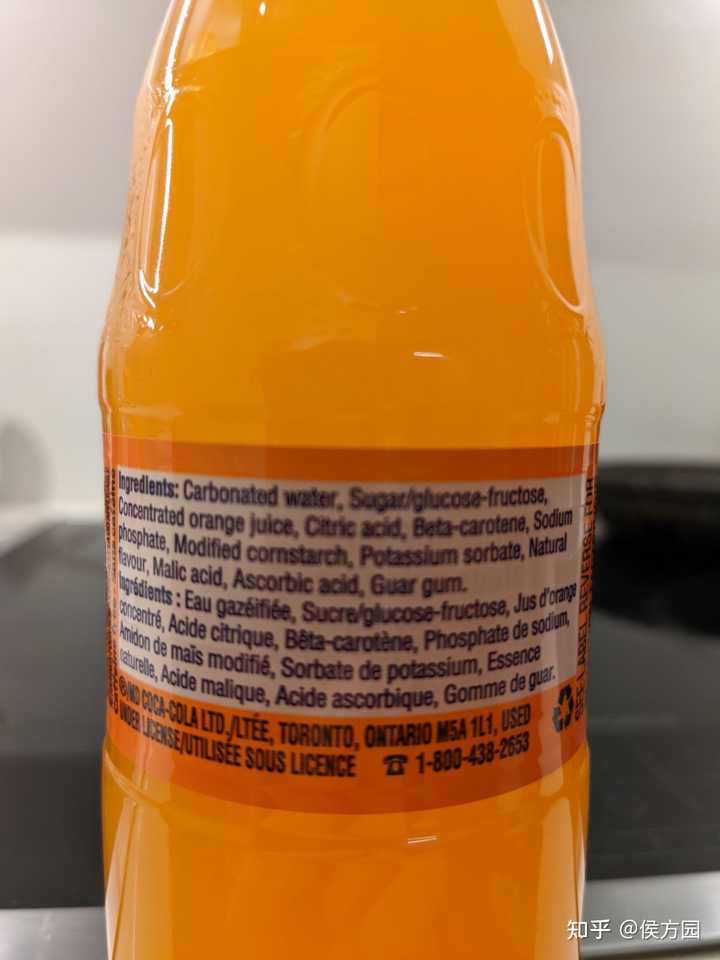 Ingredients: Carbonated water, Sugar/glucose-fructose,
Concentrated orange juice, Citric acid, Beta-carotene, Sodium
phosphate, Modified cornstarch, Potassium sorbate, Natural
flavour, Malic acid, Ascorbic acid, Guar gum.
Ingrédients : Eau gazéifiée, Sucre/glucose-fructose, Jus d'orange
concentré, Acide citrique, Bêta-carotène, Phosphate de sodium,
Amidon de maïs modifié, Sorbate de potassium, Essence
naturelle, Acide malique, Acide ascorbique, Gomme de guar.
COCA-COLA LTD./LTÉE, TORONTO, ONTARIO M5A 1L1, USED
UNDER LICENSE/UTILISÉE SOUS LICENCE ☎ 1-800-438-2653
SEE LABEL REVERSE FOR
知乎 @侯方园